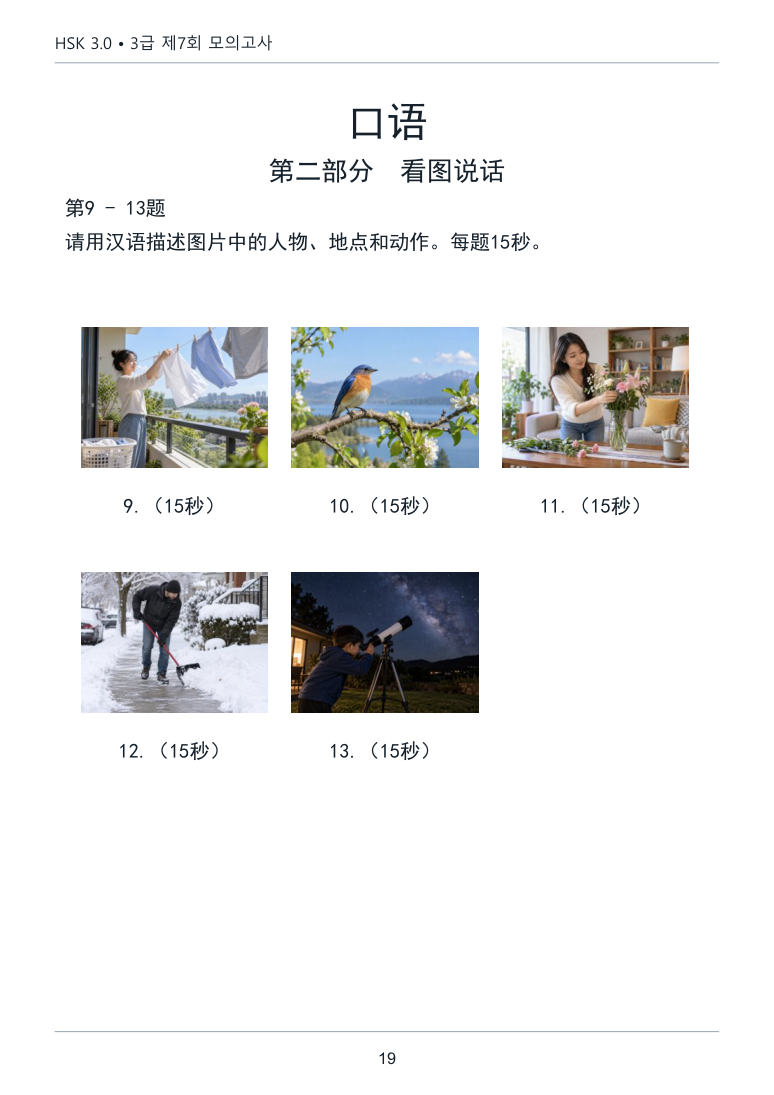 HSK 3.0 • 3급 제7회 모의고사
口语
第二部分　看图说话
第9 – 13题
请用汉语描述图片中的人物、地点和动作。每题15秒。
9.（15秒）
10.（15秒）
11.（15秒）
12.（15秒）
13.（15秒）
19